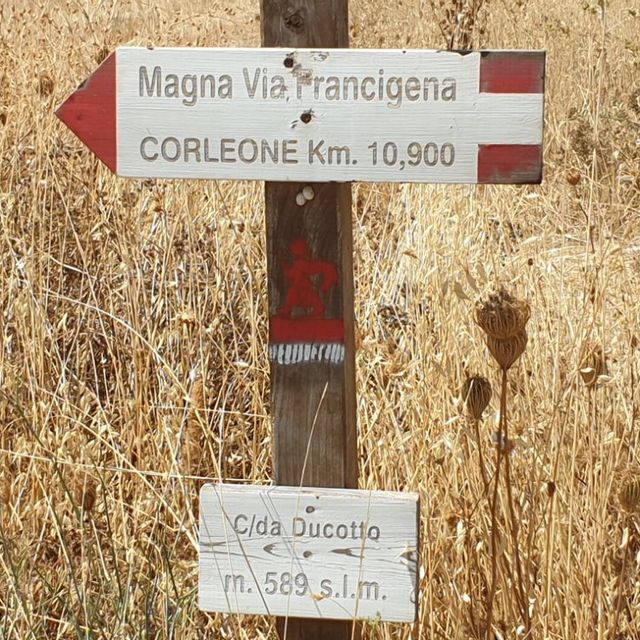 Magna Via Francigena
CORLEONE Km. 10,900
C/da Ducotto
m. 589 s.l.m.